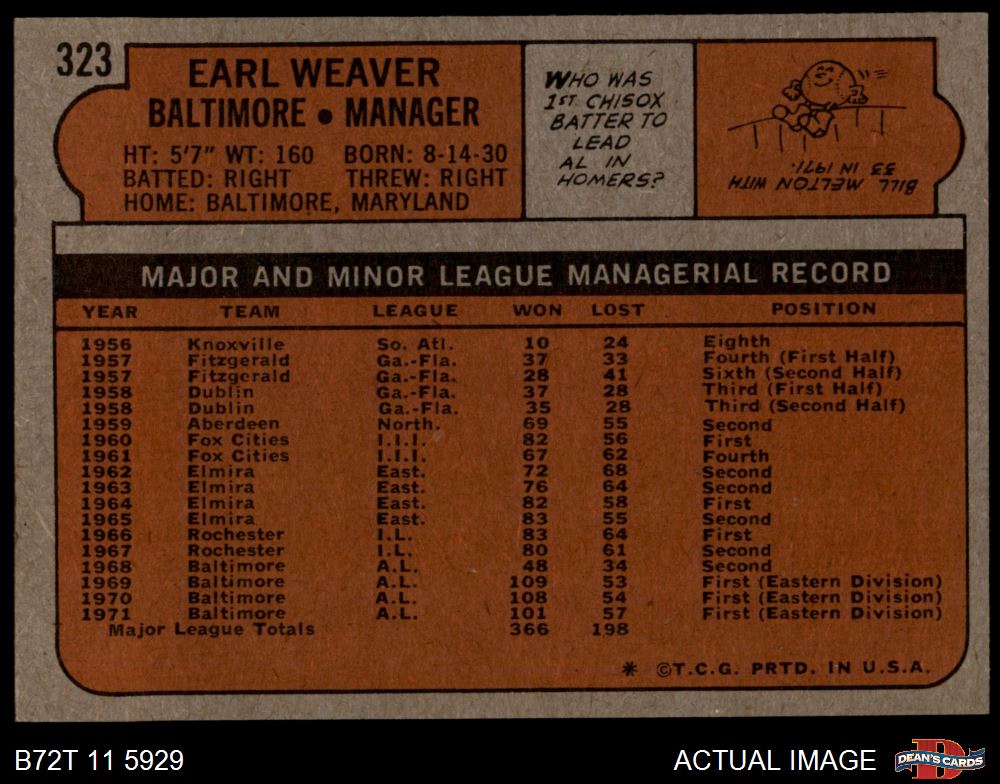 323
EARL WEAVER
BALTIMORE • MANAGER
HT: 5'7" WT: 160 BORN: 8-14-30
BATTED: RIGHT THREW: RIGHT
HOME: BALTIMORE, MARYLAND
WHO WAS
1ST CHISOX
BATTER TO
LEAD
AL IN
HOMERS?
BILL MELTON WITH
33 IN 1971.
MAJOR AND MINOR LEAGUE MANAGERIAL RECORD
YEAR TEAM LEAGUE WON LOST POSITION
1956 Knoxville So. Atl. 10 24 Eighth
1957 Fitzgerald Ga.-Fla. 37 33 Fourth (First Half)
1957 Fitzgerald Ga.-Fla. 28 41 Sixth (Second Half)
1958 Dublin Ga.-Fla. 37 28 Third (First Half)
1958 Dublin Ga.-Fla. 35 28 Third (Second Half)
1959 Aberdeen North. 69 55 Second
1960 Fox Cities I.I.I. 82 56 First
1961 Fox Cities I.I.I. 67 62 Fourth
1962 Elmira East. 72 68 Second
1963 Elmira East. 76 64 Second
1964 Elmira East. 82 58 First
1965 Elmira East. 83 55 Second
1966 Rochester I.L. 83 64 First
1967 Rochester I.L. 80 61 Second
1968 Baltimore A.L. 48 34 Second
1969 Baltimore A.L. 109 53 First (Eastern Division)
1970 Baltimore A.L. 108 54 First (Eastern Division)
1971 Baltimore A.L. 101 57 First (Eastern Division)
Major League Totals 366 198
* ©T.C.G. PRTD. IN U.S.A.
B72T 11 5929
ACTUAL IMAGE
DEAN'S CARDS